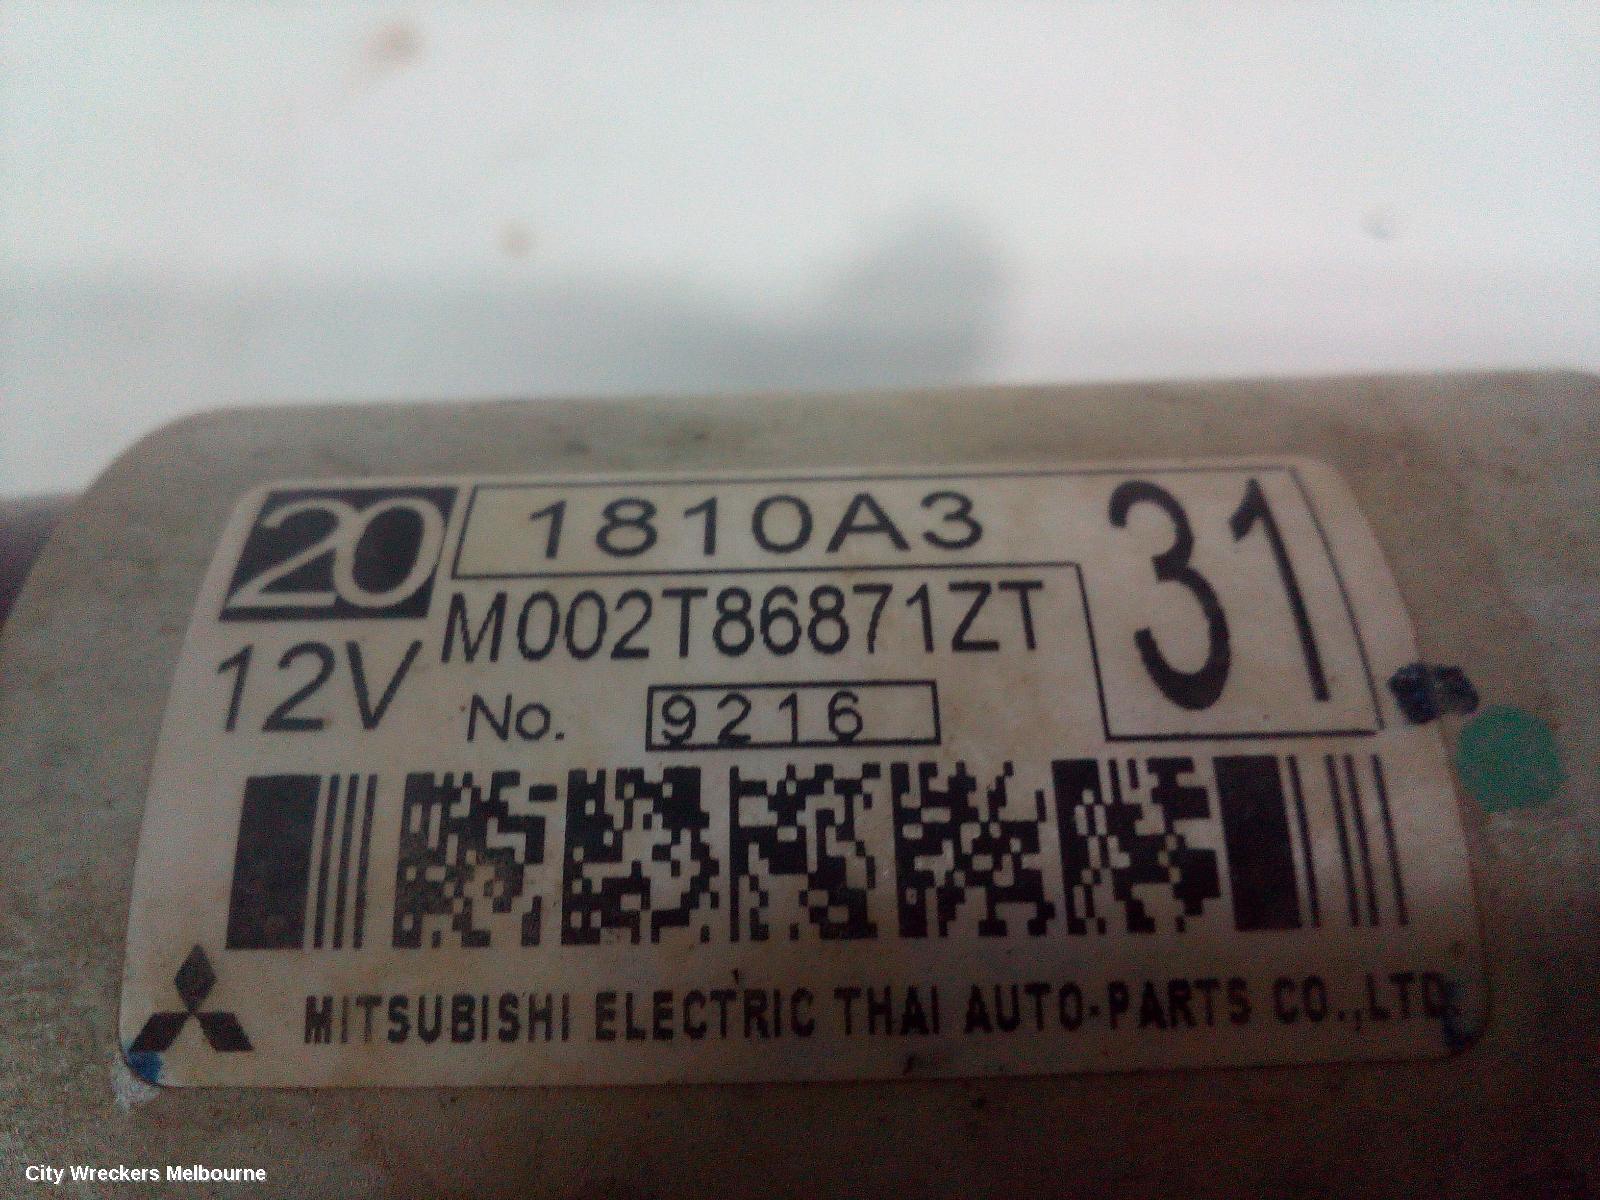 20 1810A3 31
M002T86871ZT
12V
No. 9216
MITSUBISHI ELECTRIC THAI AUTO-PARTS CO.,LTD.
City Wreckers Melbourne